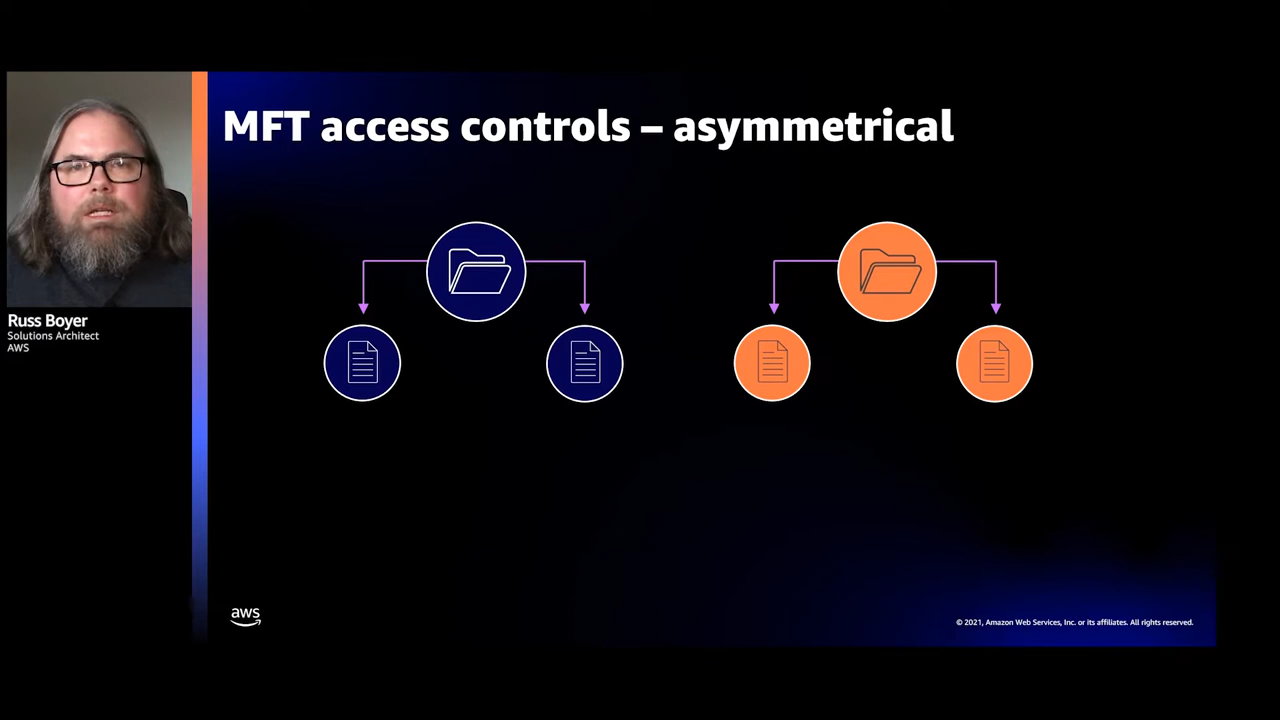 MFT access controls – asymmetrical
Russ Boyer
Solutions Architect
AWS
aws
© 2021, Amazon Web Services, Inc. or its affiliates. All rights reserved.